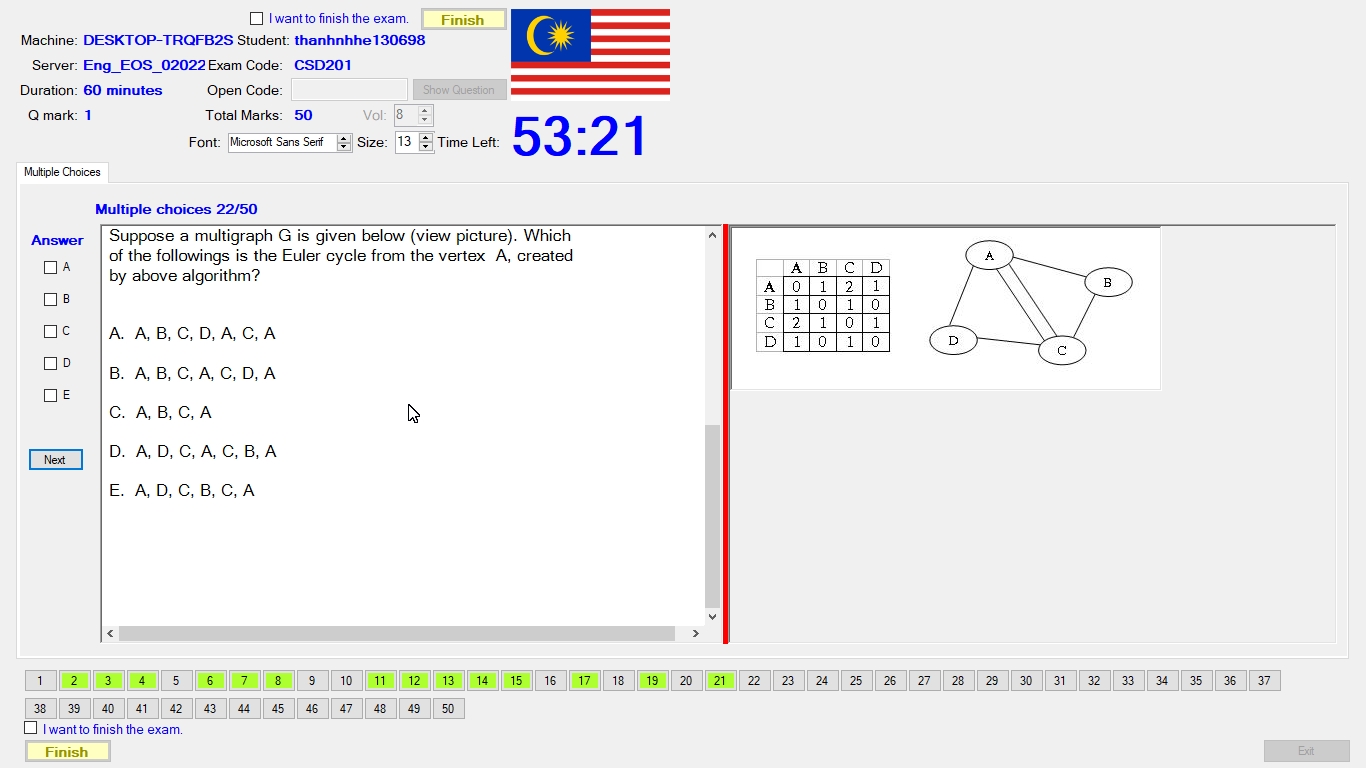 I want to finish the exam. Finish
Machine: DESKTOP-TRQFB2S Student: thanhnhhe130698
Server: Eng_EOS_02022 Exam Code: CSD201
Duration: 60 minutes Open Code: Show Question
Q mark: 1 Total Marks: 50 Vol: 8
Font: Microsoft Sans Serif Size: 13 Time Left: 53:21
Multiple Choices
Multiple choices 22/50
Answer
A
B
C
D
E
Next
Suppose a multigraph G is given below (view picture). Which
of the followings is the Euler cycle from the vertex A, created
by above algorithm?
A. A, B, C, D, A, C, A
B. A, B, C, A, C, D, A
C. A, B, C, A
D. A, D, C, A, C, B, A
E. A, D, C, B, C, A
A B C D
A 0 1 2 1
B 1 0 1 0
C 2 1 0 1
D 1 0 1 0
A
B
D
C
1 2 3 4 5 6 7 8 9 10 11 12 13 14 15 16 17 18 19 20 21 22 23 24 25 26 27 28 29 30 31 32 33 34 35 36 37
38 39 40 41 42 43 44 45 46 47 48 49 50
I want to finish the exam.
Finish Exit